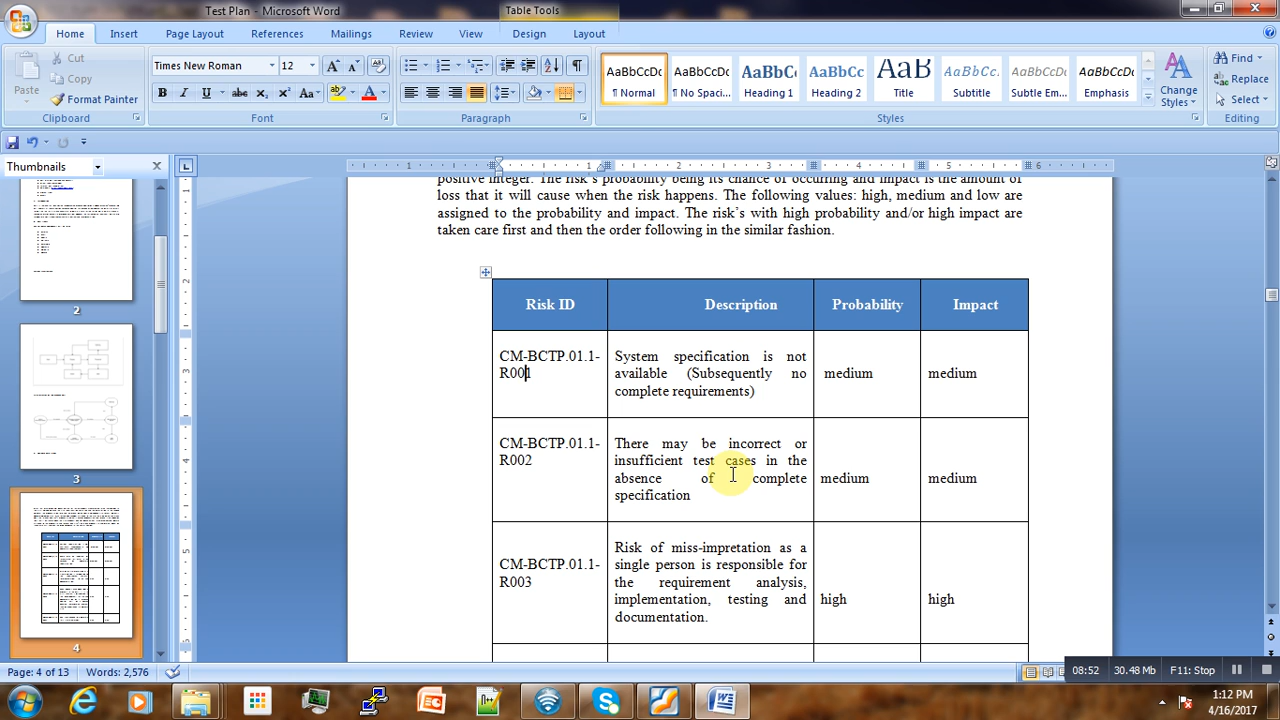 Test Plan - Microsoft Word
Table Tools
Home
Insert
Page Layout
References
Mailings
Review
View
Design
Layout
Paste
Cut
Copy
Format Painter
Times New Roman
12
AaBbCcDc
AaBbCcDc
AaBbCc
AaBbCc
AaB
AaBbCc.
AaBbCcDc
AaBbCcDc
¶ Normal
¶ No Spaci...
Heading 1
Heading 2
Title
Subtitle
Subtle Em...
Emphasis
Change
Styles
Find
Replace
Select
Clipboard
Font
Paragraph
Styles
Editing
Thumbnails
2
3
4
positive integer. The risk's probability being its chance of occurring and impact is the amount of
loss that it will cause when the risk happens. The following values: high, medium and low are
assigned to the probability and impact. The risk's with high probability and/or high impact are
taken care first and then the order following in the similar fashion.
Risk ID
Description
Probability
Impact
CM-BCTP.01.1-
R001
System specification is not
available (Subsequently no
complete requirements)
medium
medium
CM-BCTP.01.1-
R002
There may be incorrect or
insufficient test cases in the
absence of complete
specification
medium
medium
CM-BCTP.01.1-
R003
Risk of miss-impretation as a
single person is responsible for
the requirement analysis,
implementation, testing and
documentation.
high
high
Page: 4 of 13
Words: 2,576
08:52
30.48 Mb
F11: Stop
1:12 PM
4/16/2017